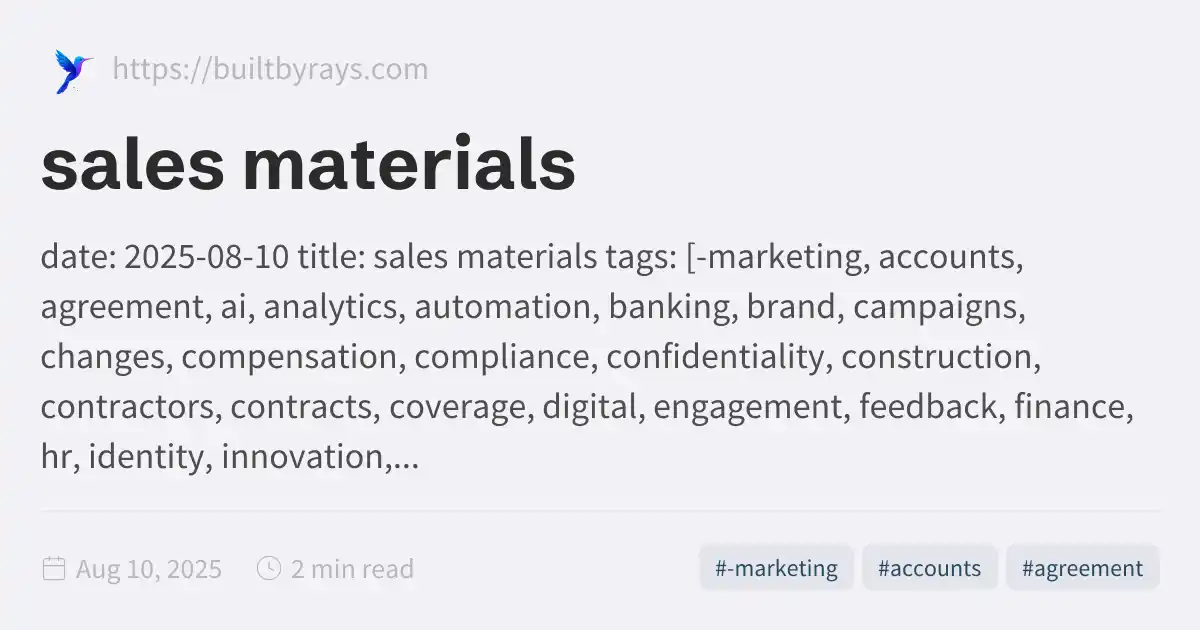 https://builtbyrays.com
sales materials
date: 2025-08-10 title: sales materials tags: [-marketing, accounts,
agreement, ai, analytics, automation, banking, brand, campaigns,
changes, compensation, compliance, confidentiality, construction,
contractors, contracts, coverage, digital, engagement, feedback, finance,
hr, identity, innovation,...
Aug 10, 2025 2 min read #-marketing #accounts #agreement